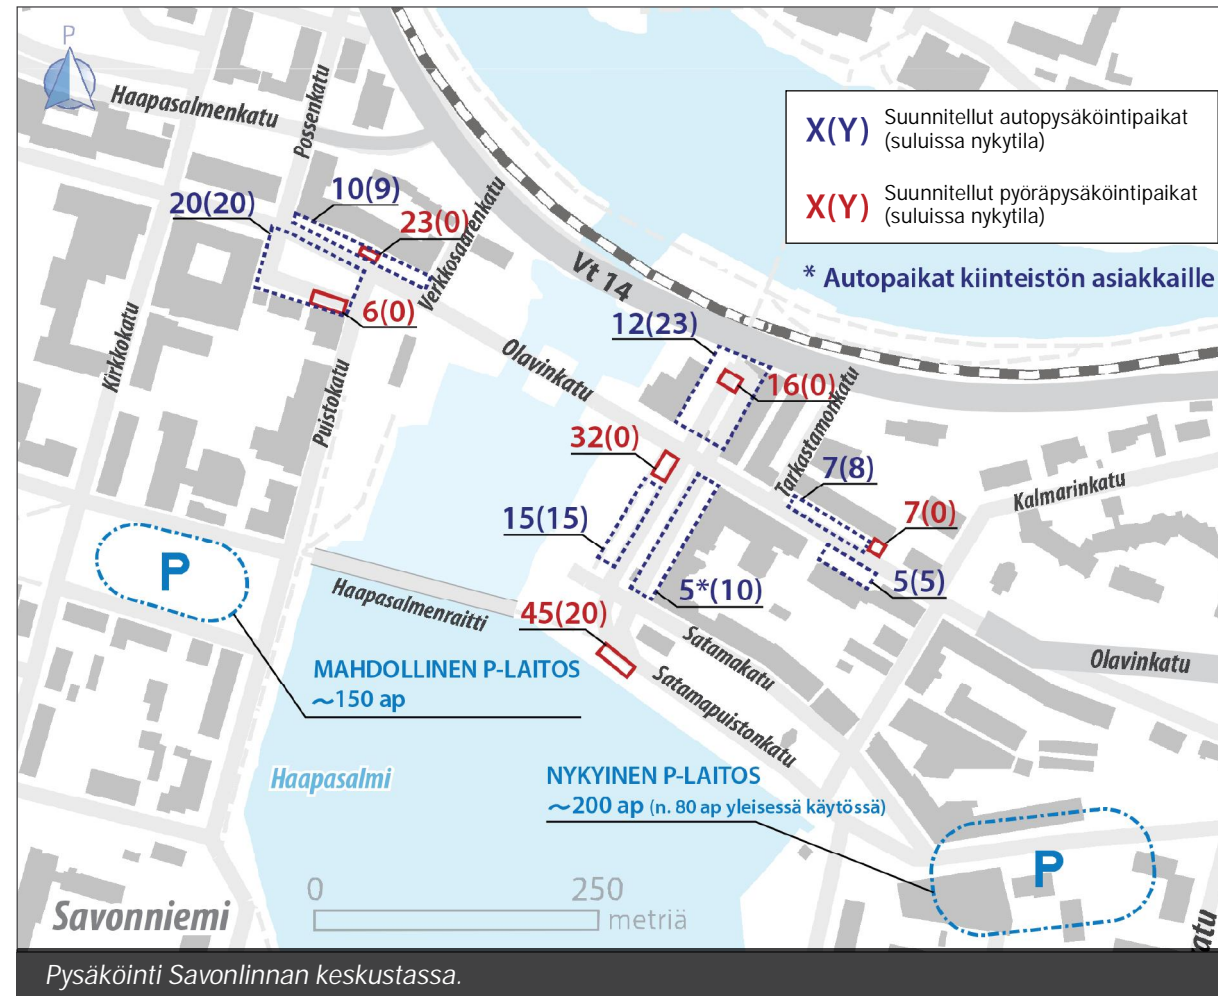 P
Haapasalmenkatu
Possenkatu
X(Y) Suunnitellut autopysäköintipaikat
(suluissa nykytila)
X(Y) Suunnitellut pyöräpysäköintipaikat
(suluissa nykytila)
* Autopaikat kiinteistön asiakkaille
20(20)
10(9)
23(0)
Verkkosaarenkatu
6(0)
Kirkkokatu
Puistokatu
Vt 14
Olavinkatu
12(23)
16(0)
Tarkastamonkatu
32(0)
7(8)
Kalmarinkatu
15(15)
7(0)
5*(10)
5(5)
P
Haapasalmenraitti
45(20)
Satamakatu
Olavinkatu
Satamapuistonkatu
MAHDOLLINEN P-LAITOS
~150 ap
Haapasalmi
NYKYINEN P-LAITOS
~200 ap (n. 80 ap yleisessä käytössä)
P
0 250
metriä
Savonniemi
atu
Pysäköinti Savonlinnan keskustassa.